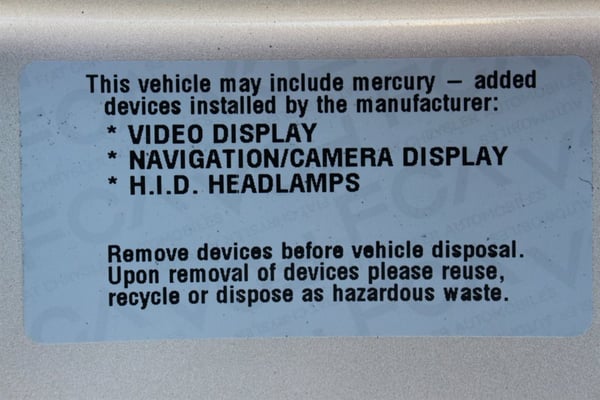 This vehicle may include mercury — added
devices installed by the manufacturer:
* VIDEO DISPLAY
* NAVIGATION/CAMERA DISPLAY
* H.I.D. HEADLAMPS
Remove devices before vehicle disposal.
Upon removal of devices please reuse,
recycle or dispose as hazardous waste.